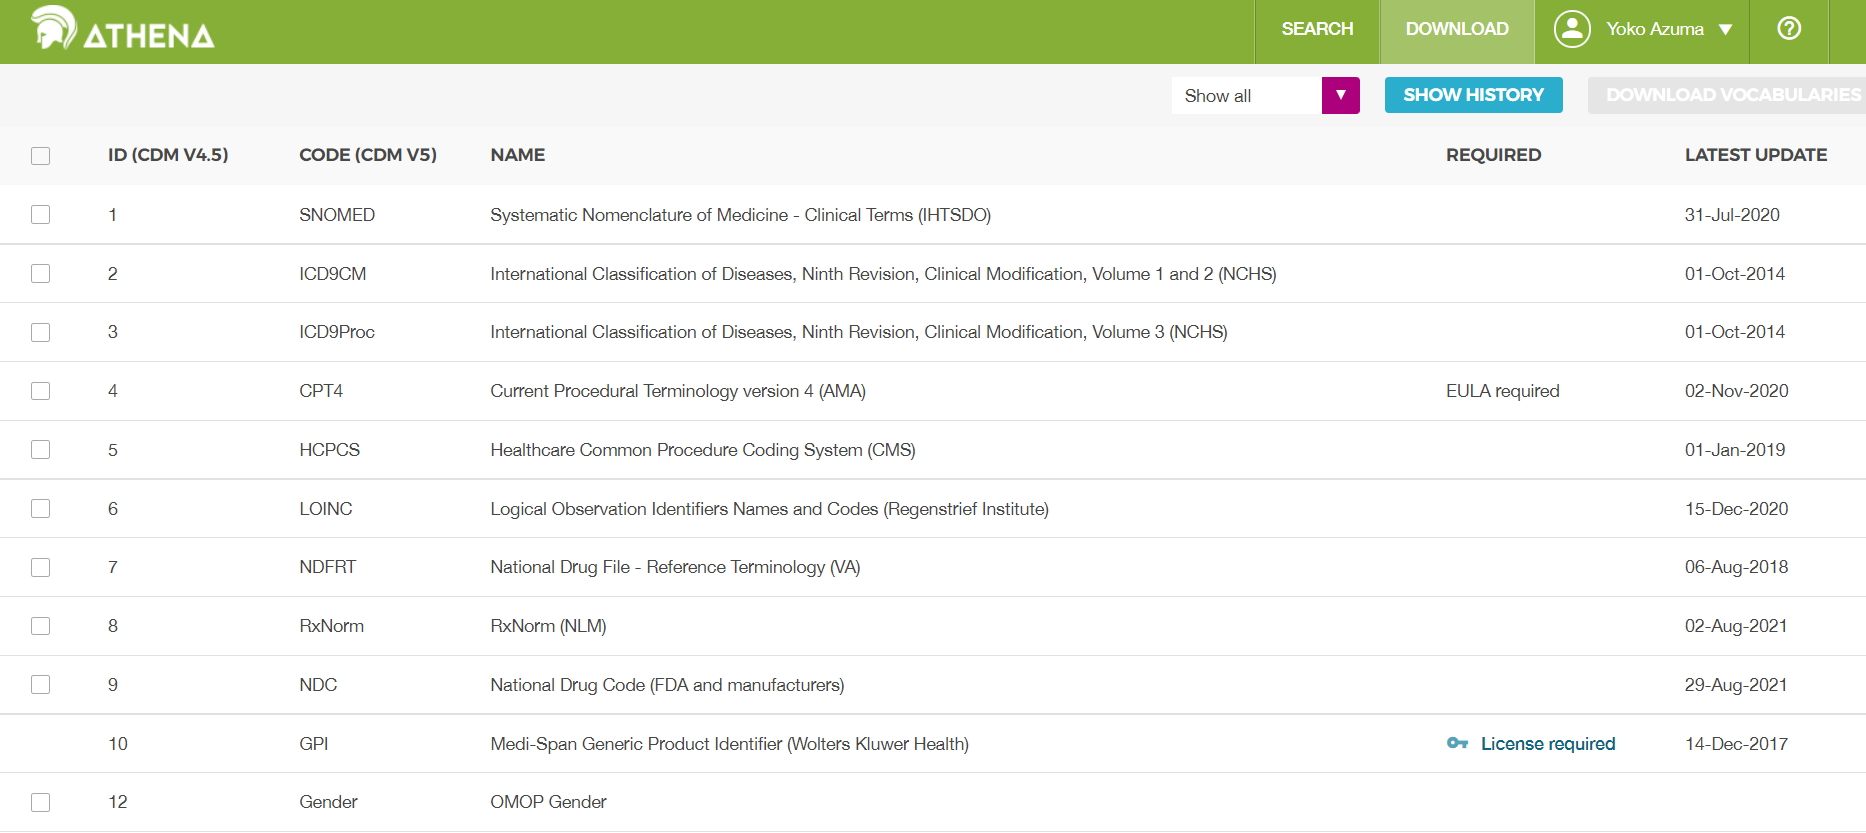 ATHENA SEARCH DOWNLOAD Yoko Azuma ▼ ?
Show all ▼ SHOW HISTORY DOWNLOAD VOCABULARIES
ID (CDM V4.5) CODE (CDM V5) NAME REQUIRED LATEST UPDATE
1 SNOMED Systematic Nomenclature of Medicine - Clinical Terms (IHTSDO) 31-Jul-2020
2 ICD9CM International Classification of Diseases, Ninth Revision, Clinical Modification, Volume 1 and 2 (NCHS) 01-Oct-2014
3 ICD9Proc International Classification of Diseases, Ninth Revision, Clinical Modification, Volume 3 (NCHS) 01-Oct-2014
4 CPT4 Current Procedural Terminology version 4 (AMA) EULA required 02-Nov-2020
5 HCPCS Healthcare Common Procedure Coding System (CMS) 01-Jan-2019
6 LOINC Logical Observation Identifiers Names and Codes (Regenstrief Institute) 15-Dec-2020
7 NDFRT National Drug File - Reference Terminology (VA) 06-Aug-2018
8 RxNorm RxNorm (NLM) 02-Aug-2021
9 NDC National Drug Code (FDA and manufacturers) 29-Aug-2021
10 GPI Medi-Span Generic Product Identifier (Wolters Kluwer Health) License required 14-Dec-2017
12 Gender OMOP Gender